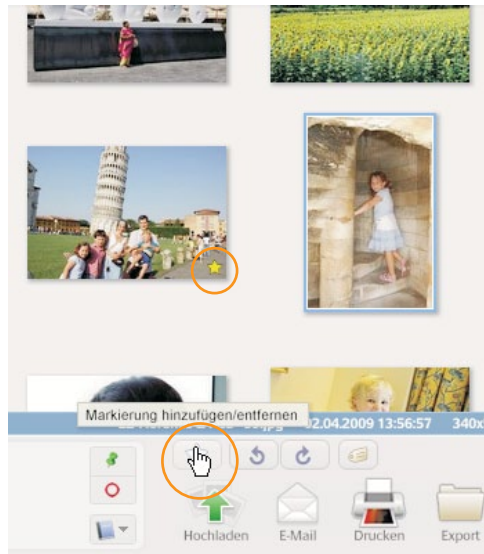 Markierung hinzufügen/entfernen
02.04.2009 13:56:57 340x
Hochladen E-Mail Drucken Export